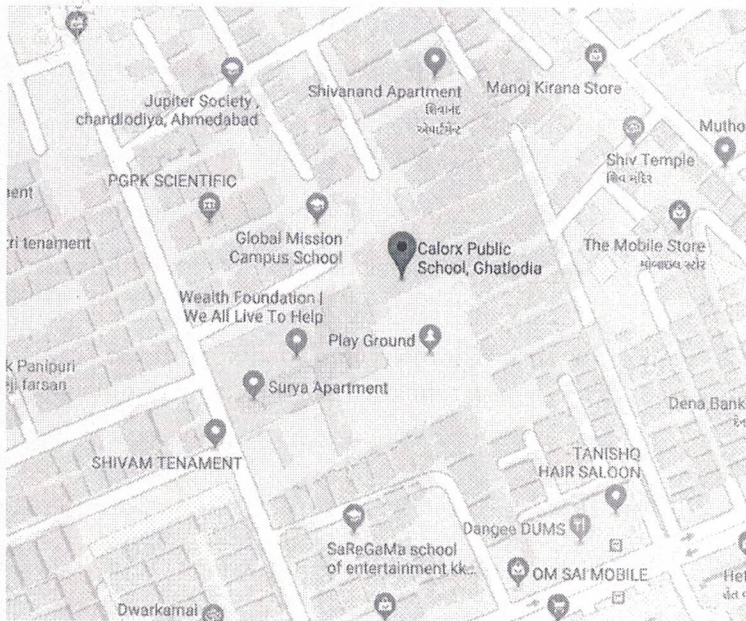 Jupiter Society ,
chandlodiya, Ahmedabad
Shivanand Apartment
શિવાનંદ
એપાર્ટમેન્ટ
Manoj Kirana Store
Shiv Temple
શિવ મંદિર
Mutho
PGPK SCIENTIFIC
Global Mission
Campus School
Calorx Public
School, Ghatlodia
The Mobile Store
મોબાઇલ સ્ટોર
tenament
Wealth Foundation |
We All Live To Help
Play Ground
k Panipuri
farsan
Surya Apartment
Dena Bank
SHIVAM TENAMENT
TANISHQ
HAIR SALOON
Dangee DUMS
SaReGaMa school
of entertainment kk...
OM SAI MOBILE
Dwarkamai